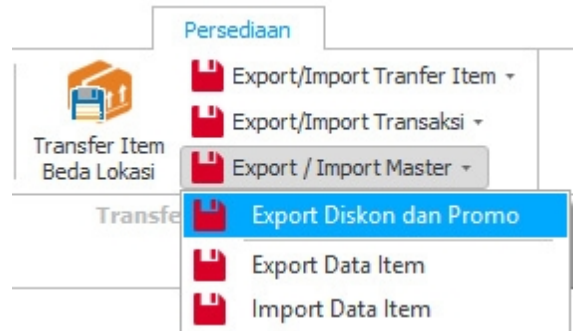 Persediaan
Export/Import Tranfer Item
Export/Import Transaksi
Transfer Item
Beda Lokasi
Export / Import Master
Transfe
Export Diskon dan Promo
Export Data Item
Import Data Item